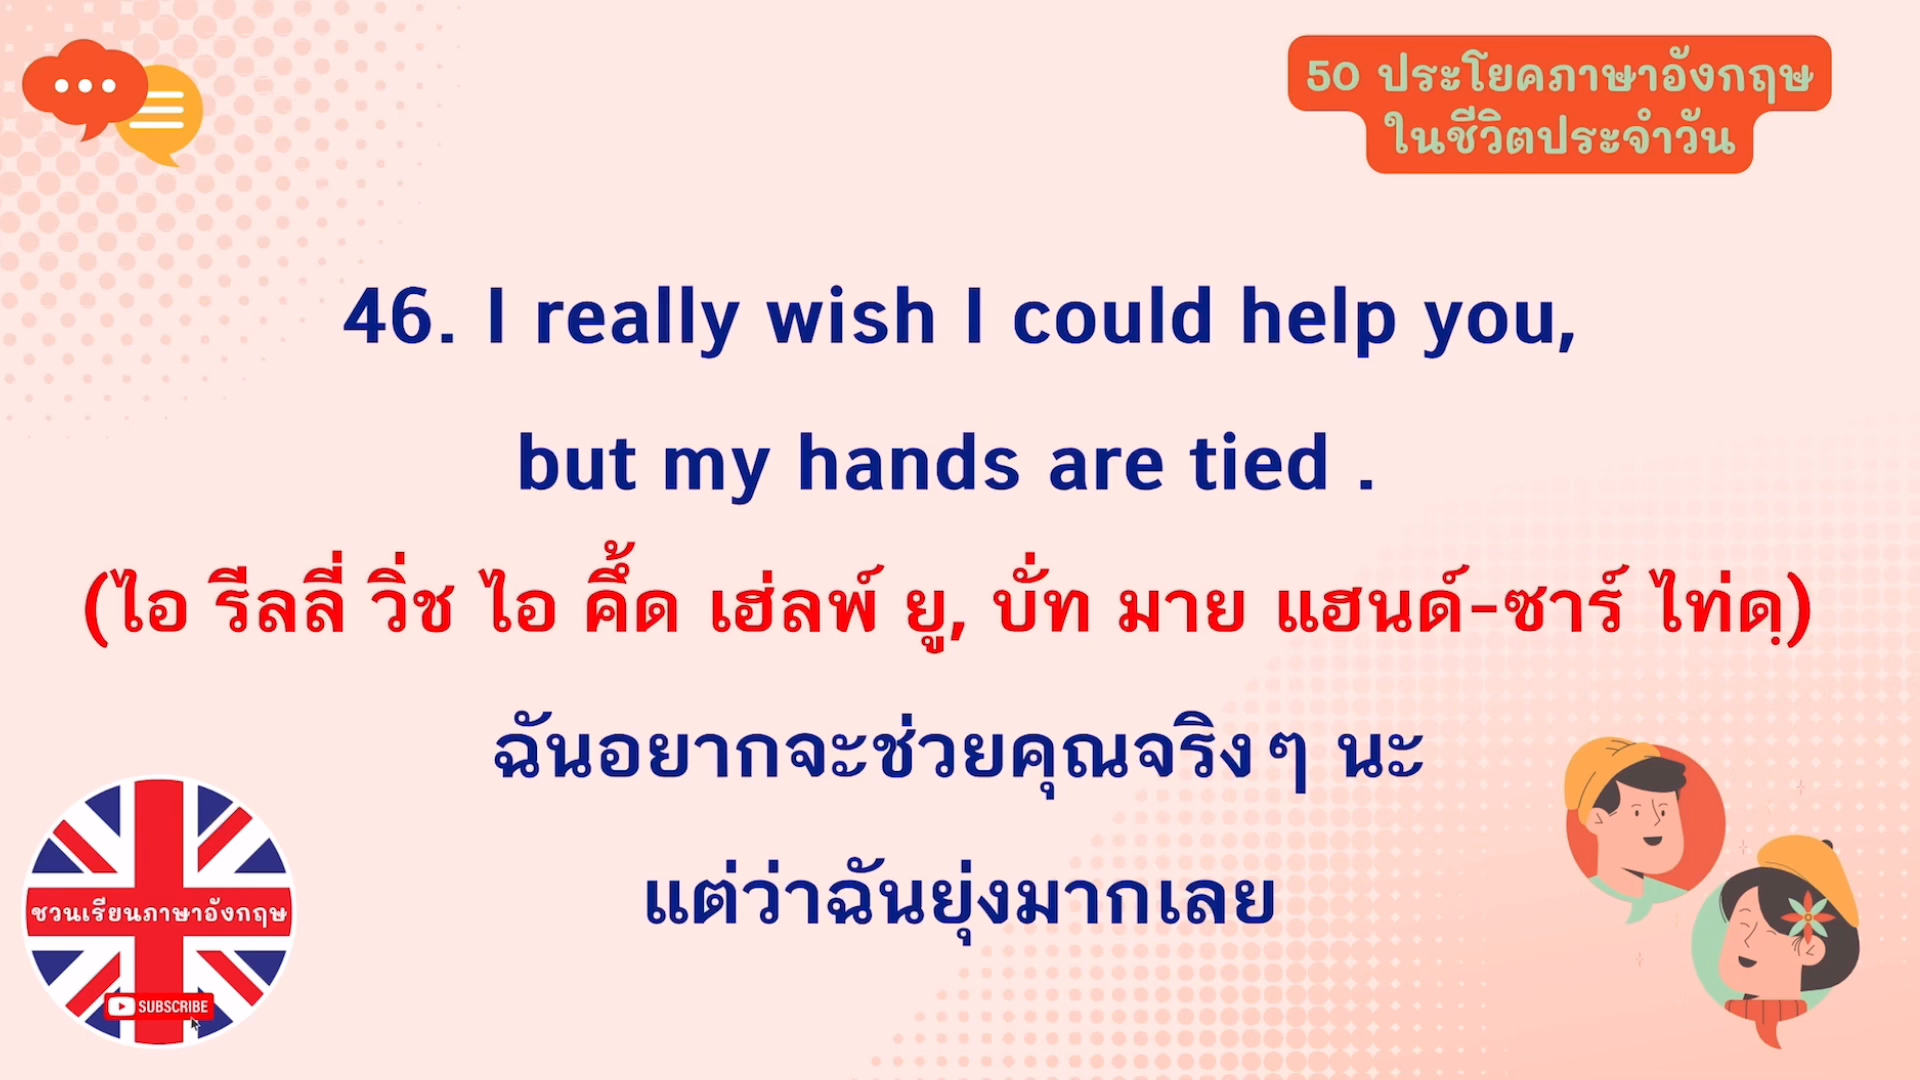 50 ประโยคภาษาอังกฤษ
ในชีวิตประจำวัน
46. I really wish I could help you,
but my hands are tied .
(ไอ รีลลี่ วิ่ช ไอ คึ้ด เฮ่ลพ์ ยู, บั่ท มาย แฮนด์-ซาร์ ไท่ดฺ)
ฉันอยากจะช่วยคุณจริงๆ นะ
แต่ว่าฉันยุ่งมากเลย
ชวนเรียนภาษาอังกฤษ
SUBSCRIBE